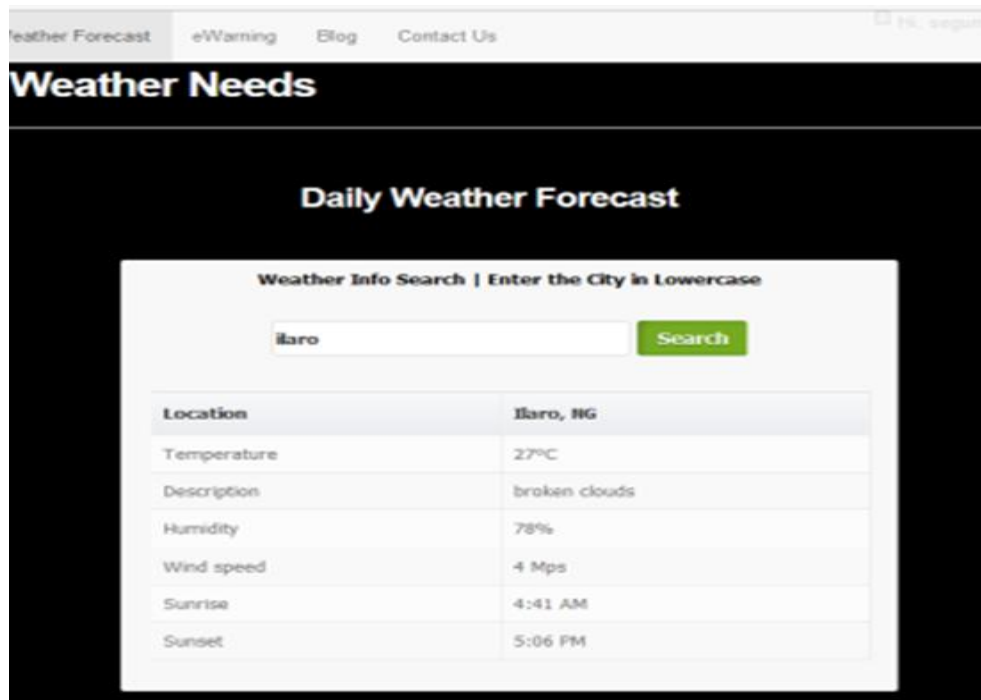 eather Forecast eWarning Blog Contact Us
Weather Needs
Daily Weather Forecast
Weather Info Search | Enter the City in Lowercase
ilaro Search
Location Ilaro, NG
Temperature 27ºC
Description broken clouds
Humidity 78%
Wind speed 4 Mps
Sunrise 4:41 AM
Sunset 5:06 PM